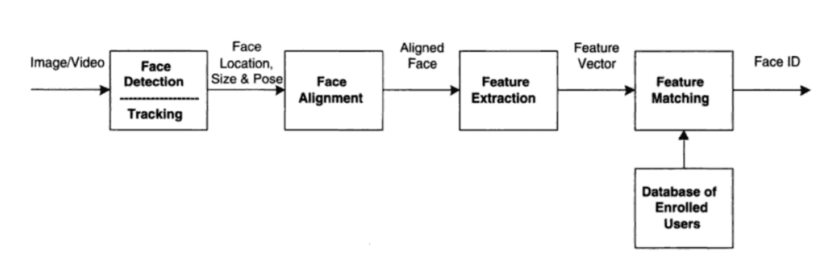 Image/Video
Face
Detection
Tracking
Face
Location,
Size & Pose
Face
Alignment
Aligned
Face
Feature
Extraction
Feature
Vector
Feature
Matching
Face ID
Database of
Enrolled
Users